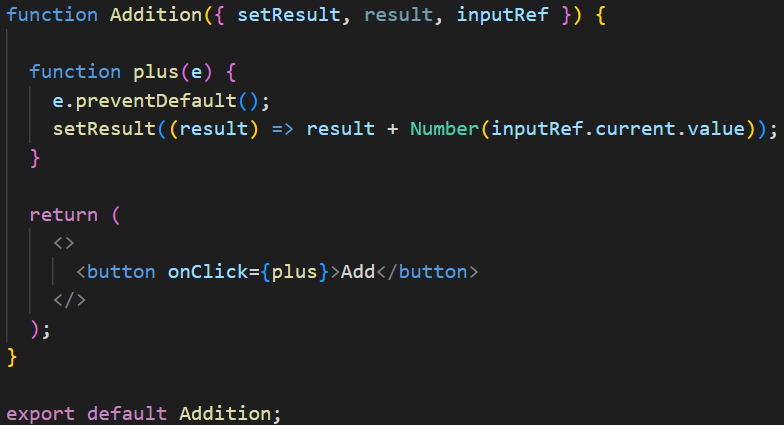 function Addition({ setResult, result, inputRef }) {
function plus(e) {
e.preventDefault();
setResult((result) => result + Number(inputRef.current.value));
}
return (
<>
<button onClick={plus}>Add</button>
</>
);
}
export default Addition;